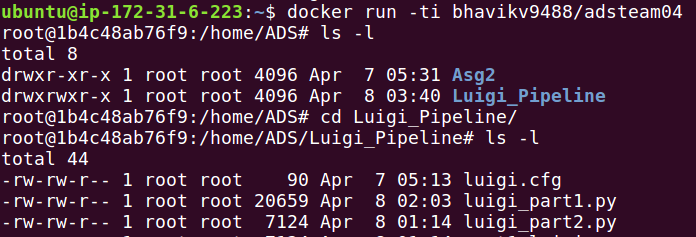 ubuntu@ip-172-31-6-223:~$ docker run -ti bhavikv9488/adsteam04
root@1b4c48ab76f9:/home/ADS# ls -l
total 8
drwxr-xr-x 1 root root 4096 Apr  7 05:31 Asg2
drwxrwxr-x 1 root root 4096 Apr  8 03:40 Luigi_Pipeline
root@1b4c48ab76f9:/home/ADS# cd Luigi_Pipeline/
root@1b4c48ab76f9:/home/ADS/Luigi_Pipeline# ls -l
total 44
-rw-rw-r-- 1 root root    90 Apr  7 05:13 luigi.cfg
-rw-rw-r-- 1 root root 20659 Apr  8 02:03 luigi_part1.py
-rw-rw-r-- 1 root root  7124 Apr  8 01:14 luigi_part2.py